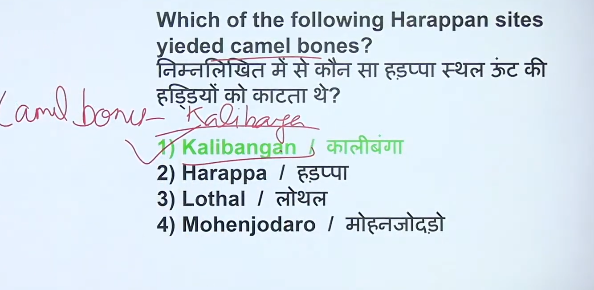 Which of the following Harappan sites
yieded camel bones?
निम्नलिखित में से कौन सा हड़प्पा स्थल ऊंट की
हड्डियों को काटता थे?
Camel bones - Kalibanga
1) Kalibangan / कालीबंगा
2) Harappa / हड़प्पा
3) Lothal / लोथल
4) Mohenjodaro / मोहनजोदड़ो